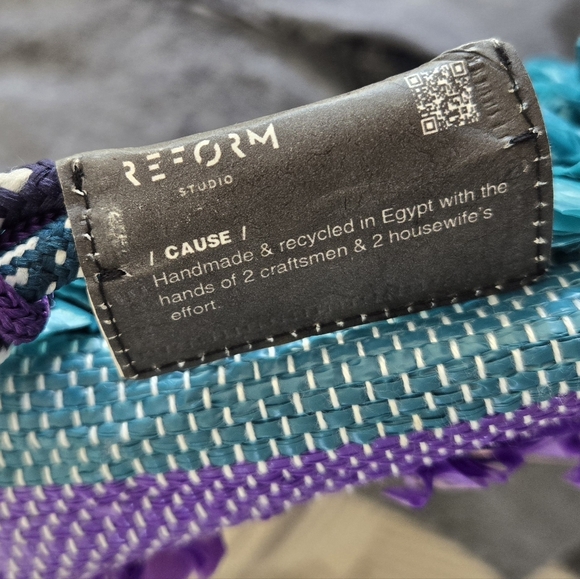 REFORM
STUDIO
/ CAUSE /
Handmade & recycled in Egypt with the
hands of 2 craftsmen & 2 housewife's
effort.